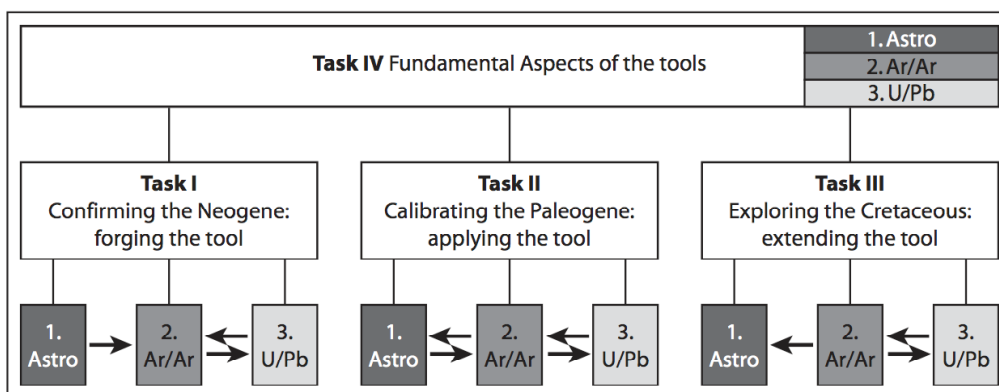 Task IV Fundamental Aspects of the tools
1. Astro
2. Ar/Ar
3. U/Pb
Task I
Confirming the Neogene:
forging the tool
Task II
Calibrating the Paleogene:
applying the tool
Task III
Exploring the Cretaceous:
extending the tool
1.
Astro
2.
Ar/Ar
3.
U/Pb
1.
Astro
2.
Ar/Ar
3.
U/Pb
1.
Astro
2.
Ar/Ar
3.
U/Pb